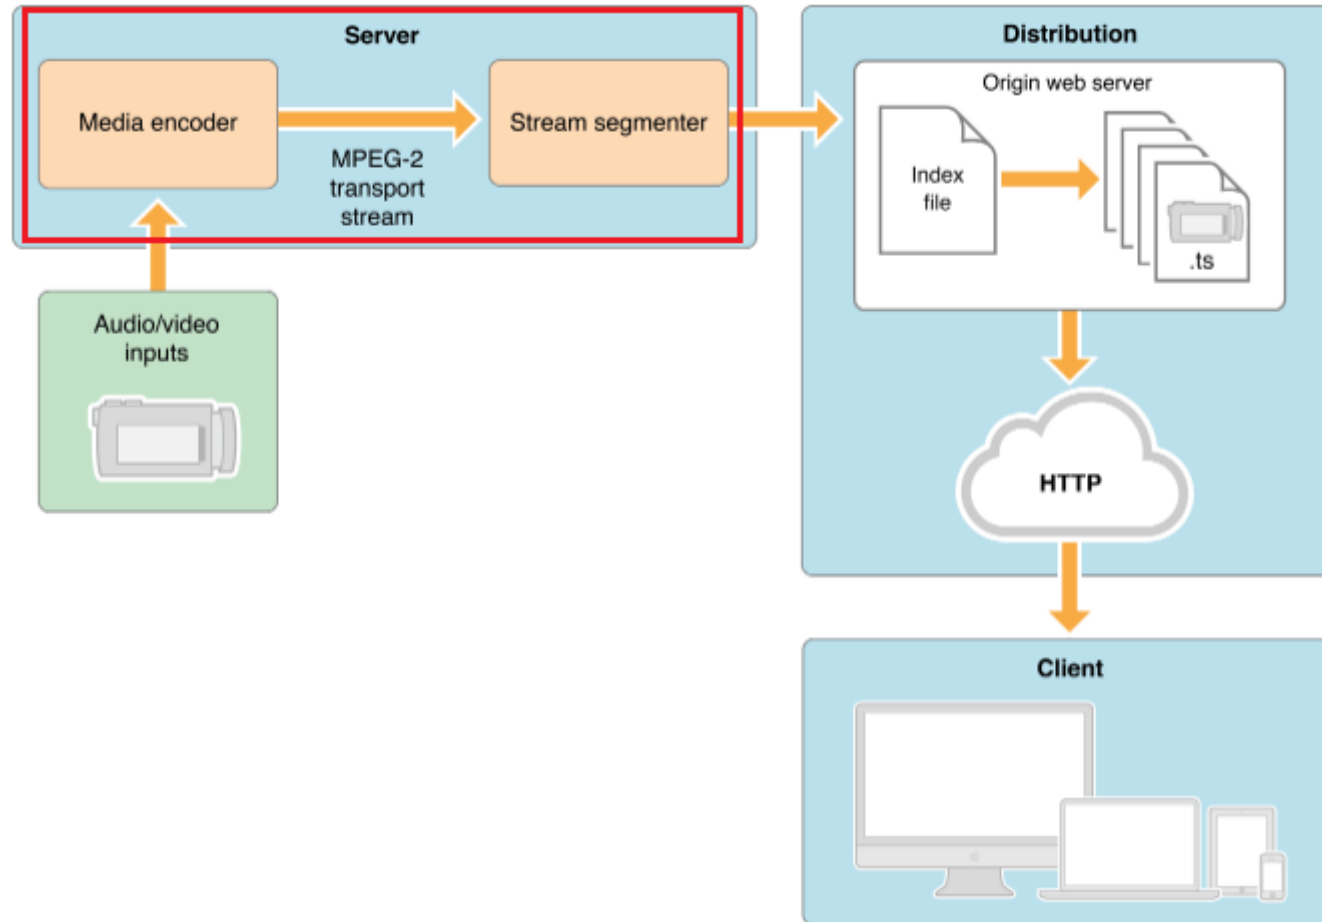 Server
Media encoder
MPEG-2
transport
stream
Stream segmenter
Audio/video
inputs
Distribution
Origin web server
Index
file
.ts
HTTP
Client